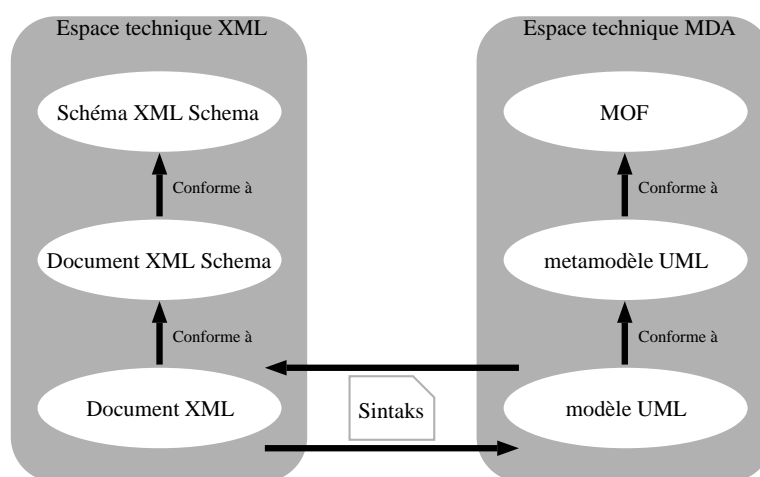 Espace technique XML
Schéma XML Schema
Conforme à
Document XML Schema
Conforme à
Document XML
Sintaks
Espace technique MDA
MOF
Conforme à
metamodèle UML
Conforme à
modèle UML